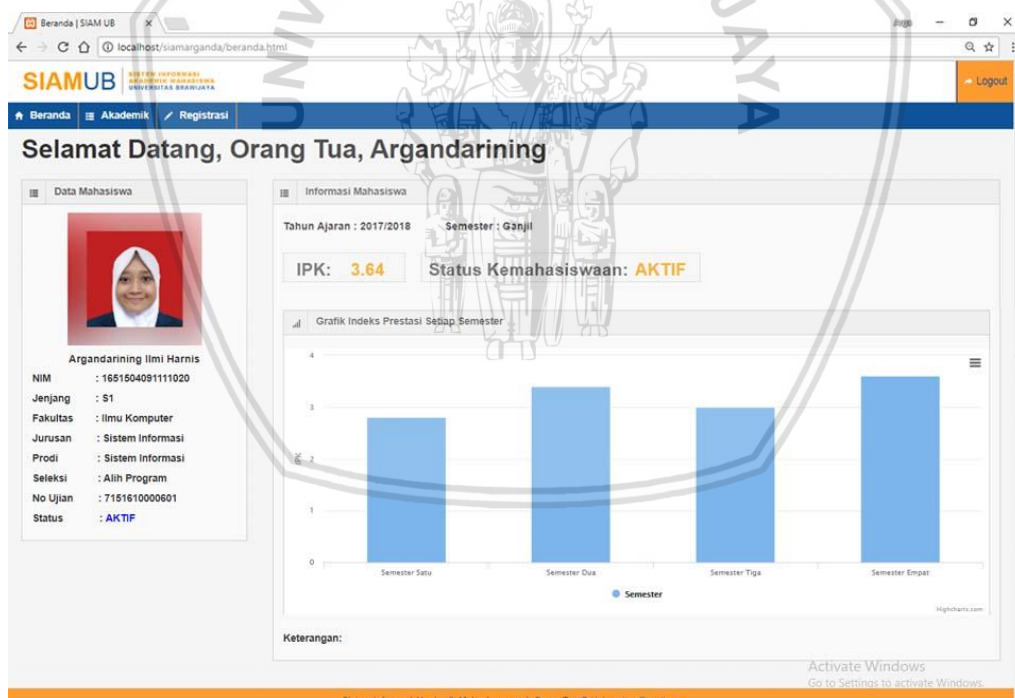 Beranda | SIAM UB
localhost/siamarganda/beranda.html
SIAMUB
SISTEM INFORMASI
AKADEMIK MAHASISWA
UNIVERSITAS BRAWIJAYA
Logout
Beranda Akademik Registrasi
Selamat Datang, Orang Tua, Argandarining
Data Mahasiswa
Argandarining Ilmi Harnis
NIM : 1651504091111020
Jenjang : S1
Fakultas : Ilmu Komputer
Jurusan : Sistem Informasi
Prodi : Sistem Informasi
Seleksi : Alih Program
No Ujian : 7151610000601
Status : AKTIF
Informasi Mahasiswa
Tahun Ajaran : 2017/2018 Semester : Ganjil
IPK: 3.64 Status Kemahasiswaan: AKTIF
Grafik Indeks Prestasi Setiap Semester
4
3
2
1
0
IPK
Semester Satu Semester Dua Semester Tiga Semester Empat
Semester
Highcharts.com
Keterangan:
Activate Windows
Go to Settings to activate Windows.
UNI
JAYA